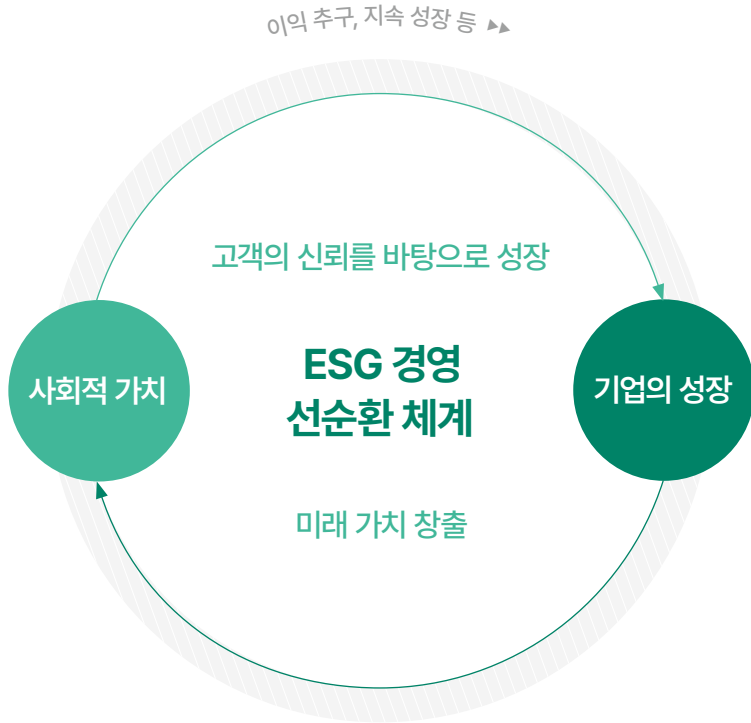 이익 추구, 지속 성장 등
고객의 신뢰를 바탕으로 성장
사회적 가치
ESG 경영
선순환 체계
기업의 성장
미래 가치 창출